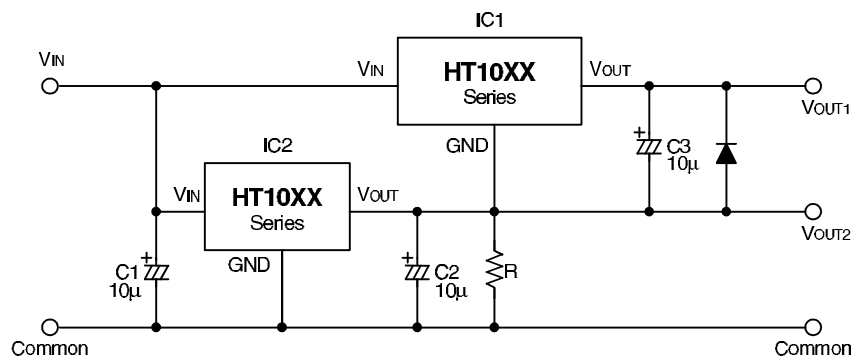 IC1
VIN
VIN
HT10XX
Series
VOUT
VOUT1
GND
+
C3
10μ
IC2
VIN
HT10XX
Series
VOUT
VOUT2
GND
+
C1
10μ
+
C2
10μ
R
Common
Common